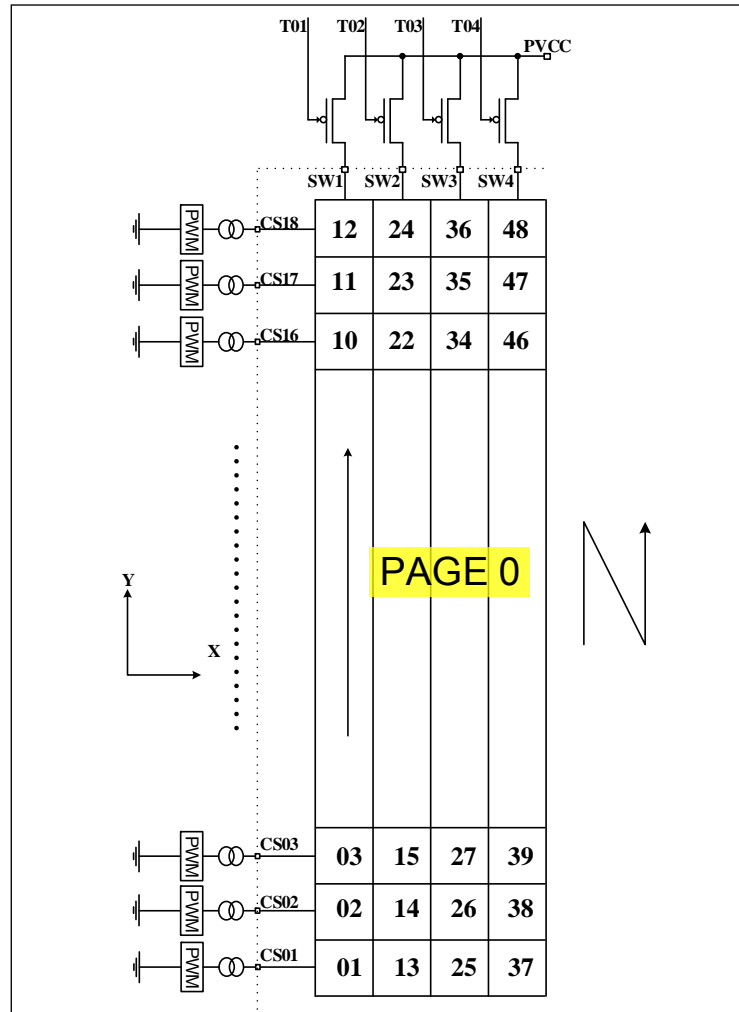 T01 T02 T03 T04
PVCC
SW1 SW2 SW3 SW4
PWM CS18 12 24 36 48
PWM CS17 11 23 35 47
PWM CS16 10 22 34 46
PAGE 0
Y
X
PWM CS03 03 15 27 39
PWM CS02 02 14 26 38
PWM CS01 01 13 25 37